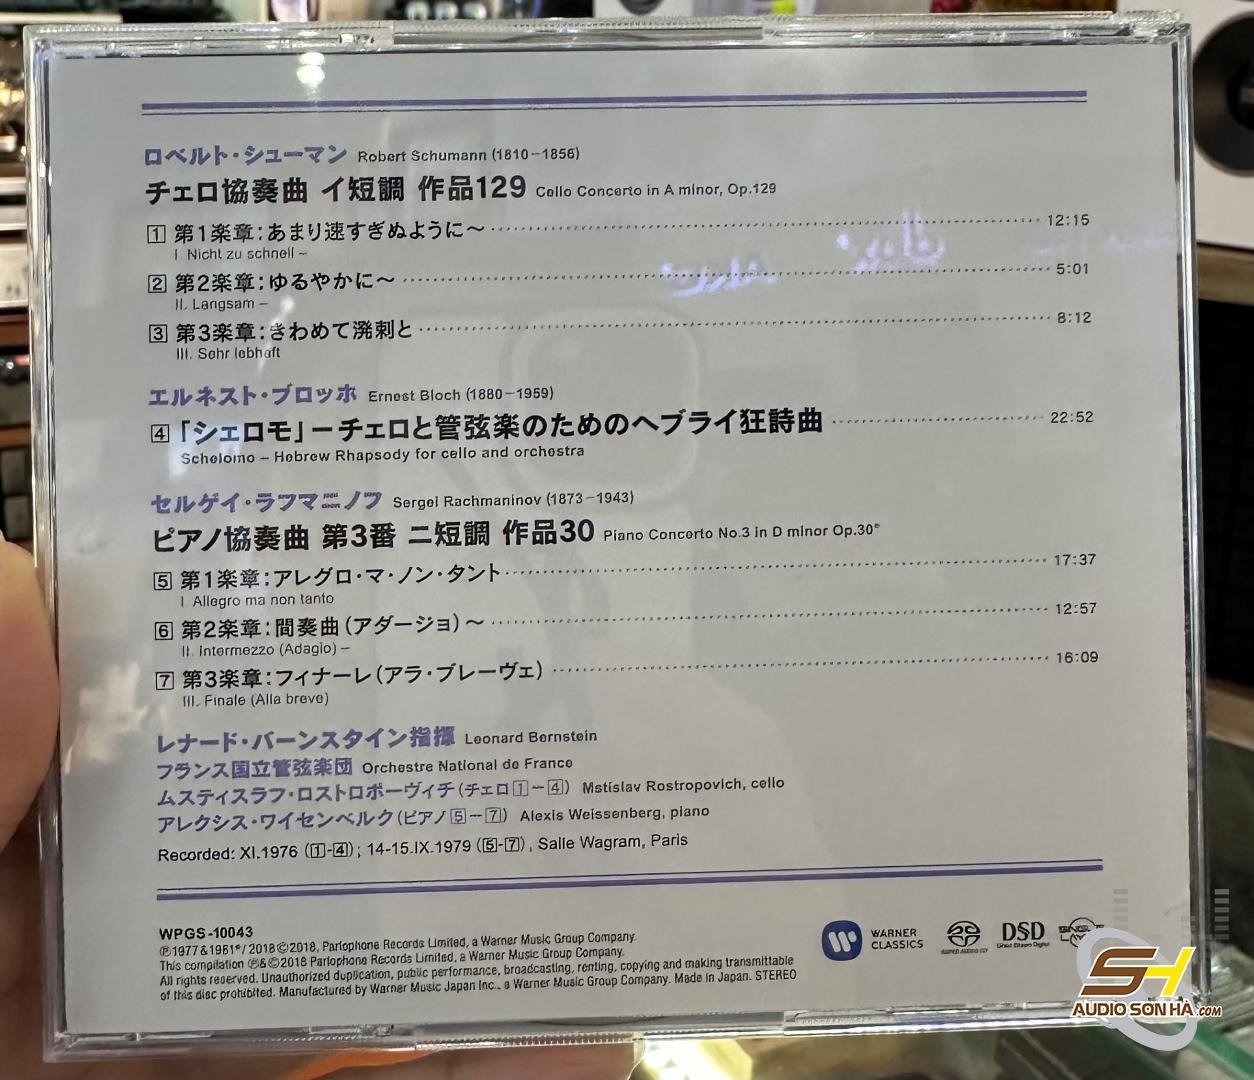 ロベルト・シューマン Robert Schumann (1810–1856)
チェロ協奏曲 イ短調 作品129 Cello Concerto in A minor, Op.129
1 第1楽章:あまり速すぎぬように〜 12:15
I Nicht zu schnell –
2 第2楽章:ゆるやかに〜 5:01
II. Langsam –
3 第3楽章:きわめて溌剌と 8:12
III. Sehr lebhaft
エルネスト・ブロッホ Ernest Bloch (1880–1959)
4 「シェロモ」ーチェロと管弦楽のためのヘブライ狂詩曲 22:52
Schelomo – Hebrew Rhapsody for cello and orchestra
セルゲイ・ラフマニノフ Sergei Rachmaninov (1873–1943)
ピアノ協奏曲 第3番 ニ短調 作品30 Piano Concerto No.3 in D minor Op.30*
5 第1楽章:アレグロ・マ・ノン・タント 17:37
I. Allegro ma non tanto
6 第2楽章:間奏曲(アダージョ)〜 12:57
II. Intermezzo (Adagio) –
7 第3楽章:フィナーレ(アラ・ブレーヴェ) 16:09
III. Finale (Alla breve)
レナード・バーンスタイン指揮 Leonard Bernstein
フランス国立管弦楽団 Orchestre National de France
ムスティスラフ・ロストロポーヴィチ(チェロ1–4) Mstislav Rostropovich, cello
アレクシス・ワイセンベルク(ピアノ5–7) Alexis Weissenberg, piano
Recorded: XI.1976 (1-4); 14-15.IX.1979 (5-7), Salle Wagram, Paris
WPGS-10043
℗1977&1981*/2018©2018, Parlophone Records Limited, a Warner Music Group Company.
This compilation ℗&©2018 Parlophone Records Limited, a Warner Music Group Company.
All rights reserved. Unauthorized duplication, public performance, broadcasting, renting, copying and making transmittable
of this disc prohibited. Manufactured by Warner Music Japan Inc., a Warner Music Group Company. Made in Japan. STEREO
WARNER
CLASSICS
SUPER AUDIO CD
DSD
Direct Stream Digital
SH
AUDIO SON HÀ.COM